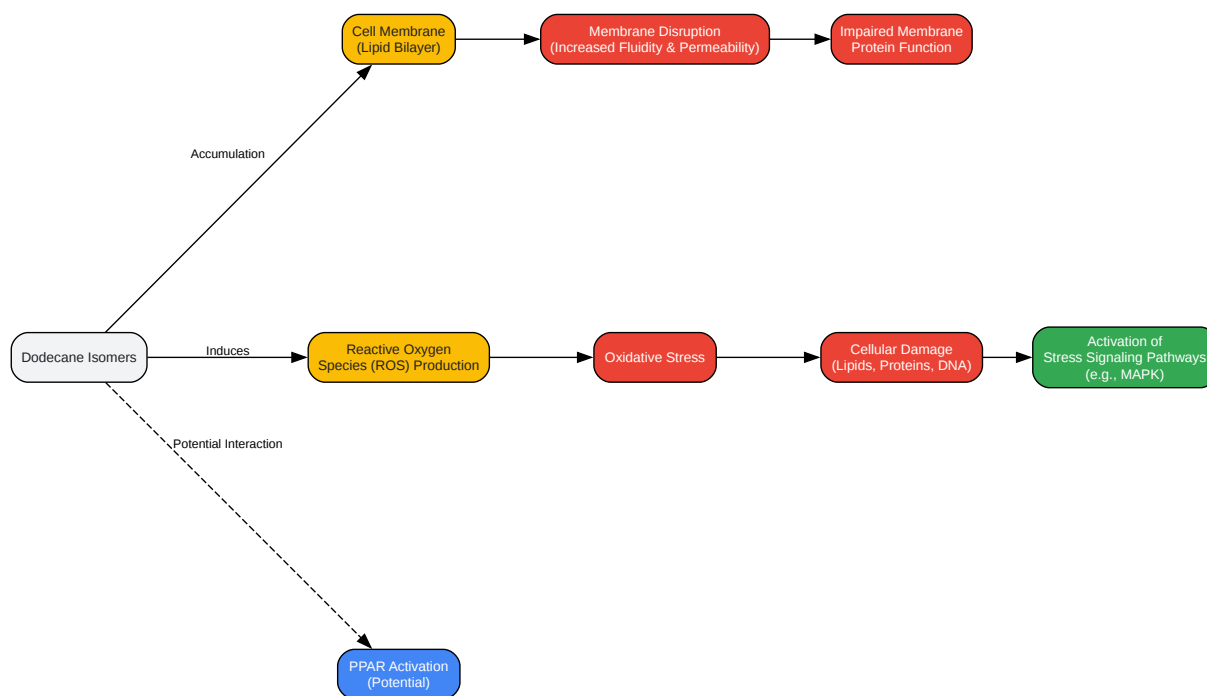 Cell Membrane
(Lipid Bilayer)
Membrane Disruption
(Increased Fluidity & Permeability)
Impaired Membrane
Protein Function
Accumulation
Dodecane Isomers
Induces
Reactive Oxygen
Species (ROS) Production
Oxidative Stress
Cellular Damage
(Lipids, Proteins, DNA)
Activation of
Stress Signaling Pathways
(e.g., MAPK)
Potential Interaction
PPAR Activation
(Potential)